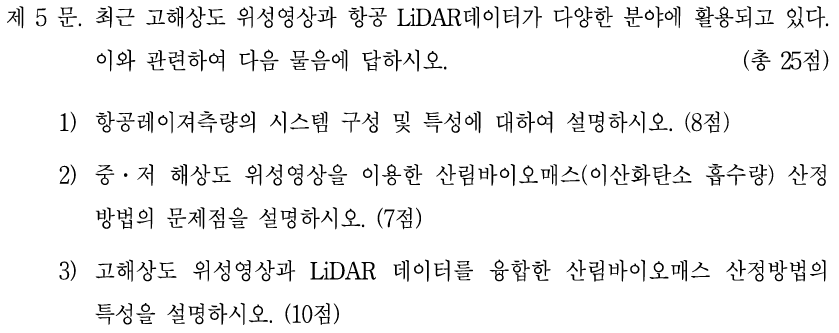 제 5 문. 최근 고해상도 위성영상과 항공 LiDAR데이터가 다양한 분야에 활용되고 있다.
이와 관련하여 다음 물음에 답하시오. (총 25점)
1) 항공레이져측량의 시스템 구성 및 특성에 대하여 설명하시오. (8점)
2) 중·저 해상도 위성영상을 이용한 산림바이오매스(이산화탄소 흡수량) 산정
방법의 문제점을 설명하시오. (7점)
3) 고해상도 위성영상과 LiDAR 데이터를 융합한 산림바이오매스 산정방법의
특성을 설명하시오. (10점)